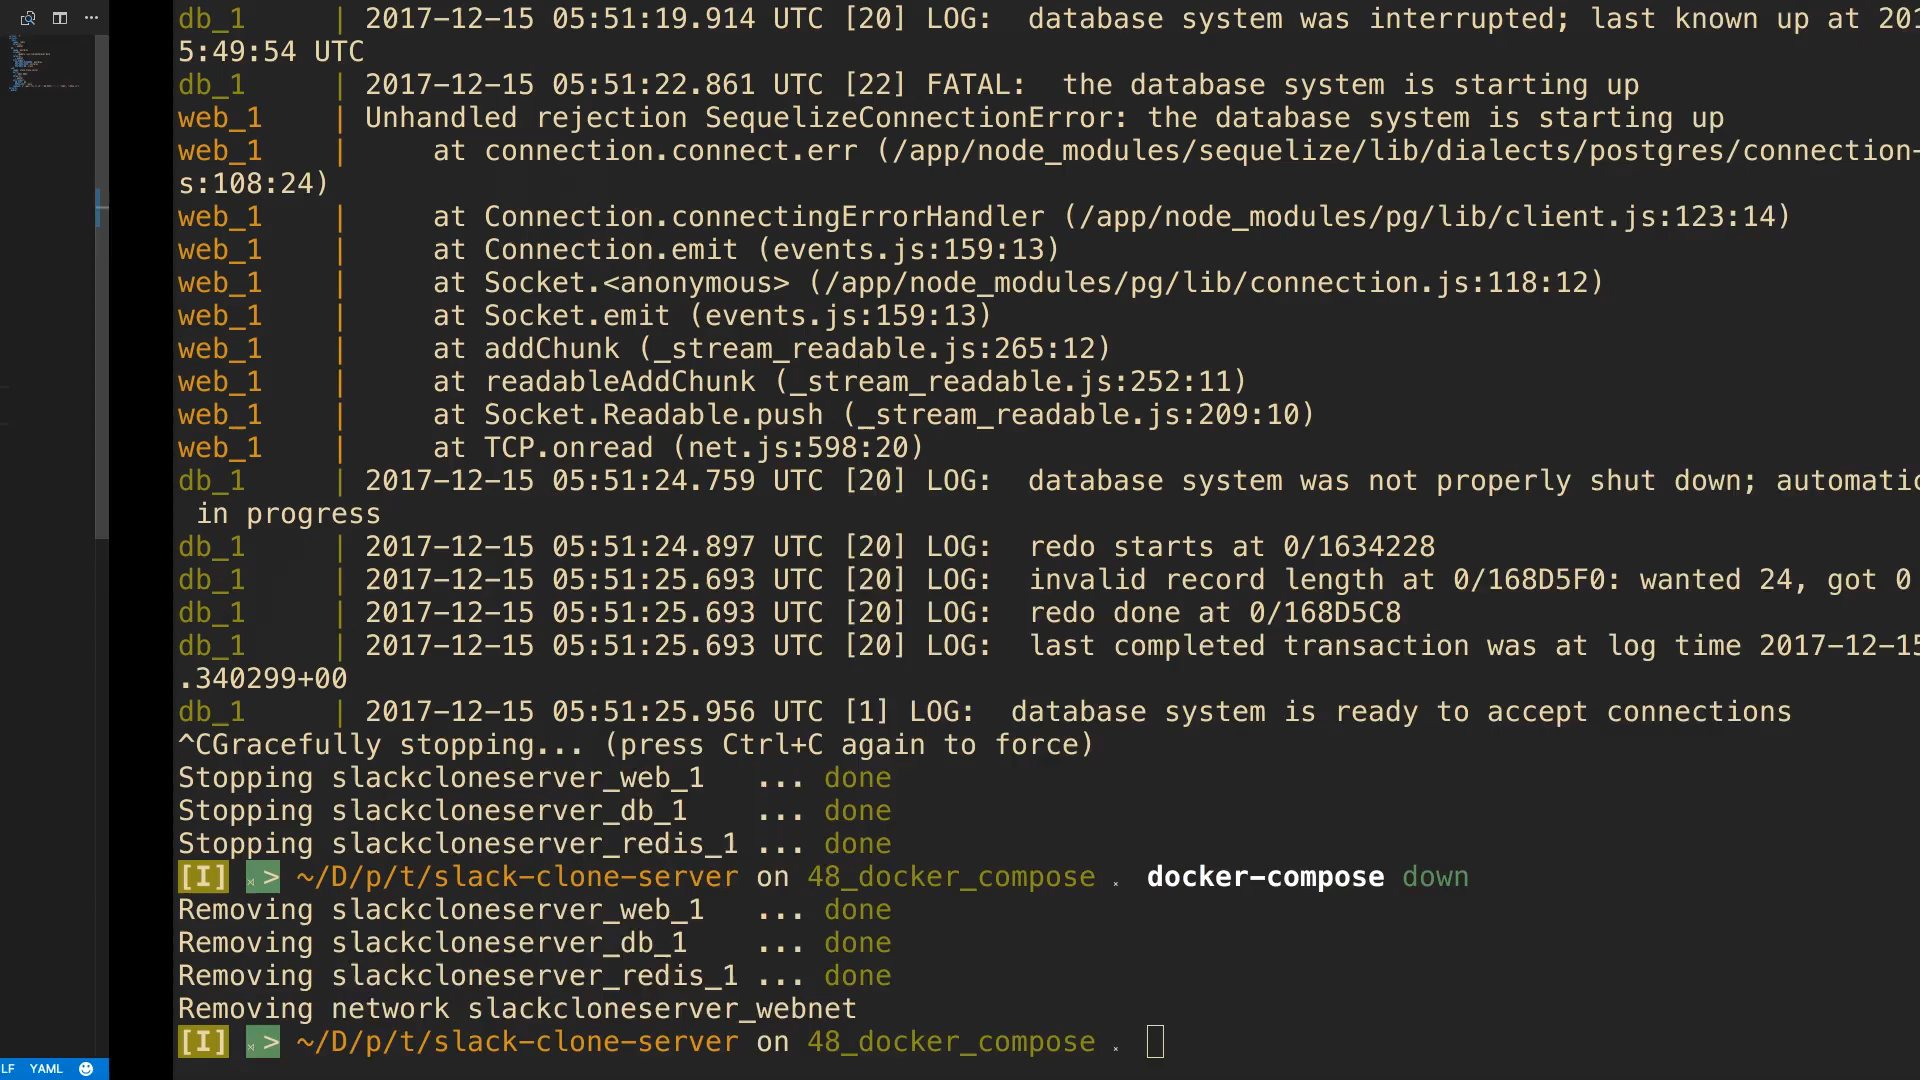 db_1     | 2017-12-15 05:51:19.914 UTC [20] LOG:  database system was interrupted; last known up at 201
5:49:54 UTC
db_1     | 2017-12-15 05:51:22.861 UTC [22] FATAL:  the database system is starting up
web_1    | Unhandled rejection SequelizeConnectionError: the database system is starting up
web_1    |     at connection.connect.err (/app/node_modules/sequelize/lib/dialects/postgres/connection-
s:108:24)
web_1    |     at Connection.connectingErrorHandler (/app/node_modules/pg/lib/client.js:123:14)
web_1    |     at Connection.emit (events.js:159:13)
web_1    |     at Socket.<anonymous> (/app/node_modules/pg/lib/connection.js:118:12)
web_1    |     at Socket.emit (events.js:159:13)
web_1    |     at addChunk (_stream_readable.js:265:12)
web_1    |     at readableAddChunk (_stream_readable.js:252:11)
web_1    |     at Socket.Readable.push (_stream_readable.js:209:10)
web_1    |     at TCP.onread (net.js:598:20)
db_1     | 2017-12-15 05:51:24.759 UTC [20] LOG:  database system was not properly shut down; automatic
 in progress
db_1     | 2017-12-15 05:51:24.897 UTC [20] LOG:  redo starts at 0/1634228
db_1     | 2017-12-15 05:51:25.693 UTC [20] LOG:  invalid record length at 0/168D5F0: wanted 24, got 0
db_1     | 2017-12-15 05:51:25.693 UTC [20] LOG:  redo done at 0/168D5C8
db_1     | 2017-12-15 05:51:25.693 UTC [20] LOG:  last completed transaction was at log time 2017-12-15
.340299+00
db_1     | 2017-12-15 05:51:25.956 UTC [1] LOG:  database system is ready to accept connections
^CGracefully stopping... (press Ctrl+C again to force)
Stopping slackcloneserver_web_1   ... done
Stopping slackcloneserver_db_1    ... done
Stopping slackcloneserver_redis_1 ... done
[I] > ~/D/p/t/slack-clone-server on 48_docker_compose . docker-compose down
Removing slackcloneserver_web_1   ... done
Removing slackcloneserver_db_1    ... done
Removing slackcloneserver_redis_1 ... done
Removing network slackcloneserver_webnet
[I] > ~/D/p/t/slack-clone-server on 48_docker_compose .
LF YAML